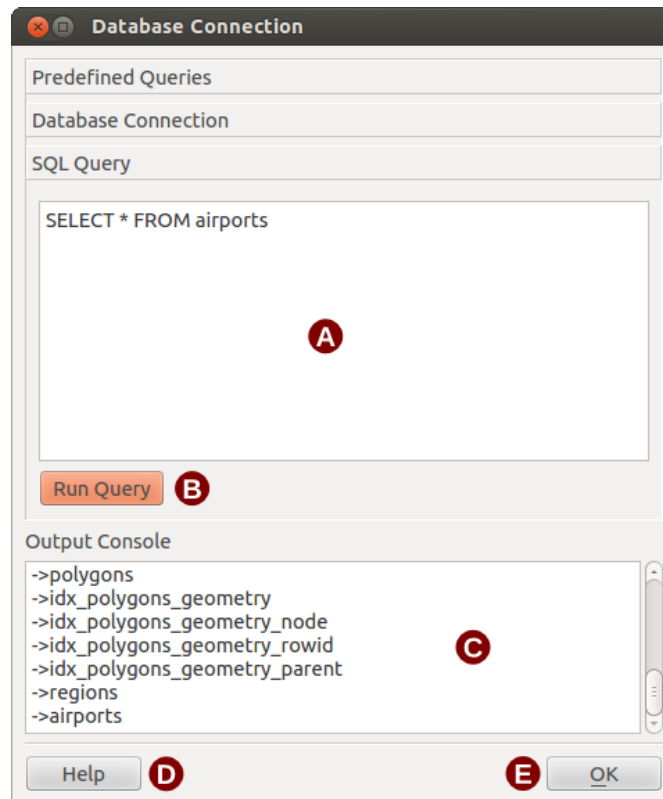 Database Connection
Predefined Queries
Database Connection
SQL Query
SELECT * FROM airports
A
Run Query B
Output Console
->polygons
->idx_polygons_geometry
->idx_polygons_geometry_node
->idx_polygons_geometry_rowid
->idx_polygons_geometry_parent
->regions
->airports
C
Help D E OK